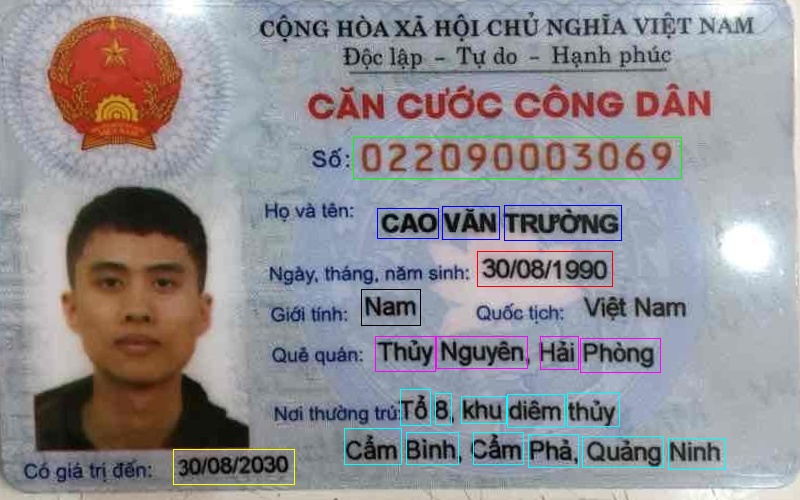 CỘNG HÒA XÃ HỘI CHỦ NGHĨA VIỆT NAM
Độc lập - Tự do - Hạnh phúc
CĂN CƯỚC CÔNG DÂN
Số: 022090003069
Họ và tên: CAO VĂN TRƯỜNG
Ngày, tháng, năm sinh: 30/08/1990
Giới tính: Nam Quốc tịch: Việt Nam
Quê quán: Thủy Nguyên, Hải Phòng
Nơi thường trú: Tổ 8, khu diêm thủy
Cẩm Bình, Cẩm Phả, Quảng Ninh
Có giá trị đến: 30/08/2030